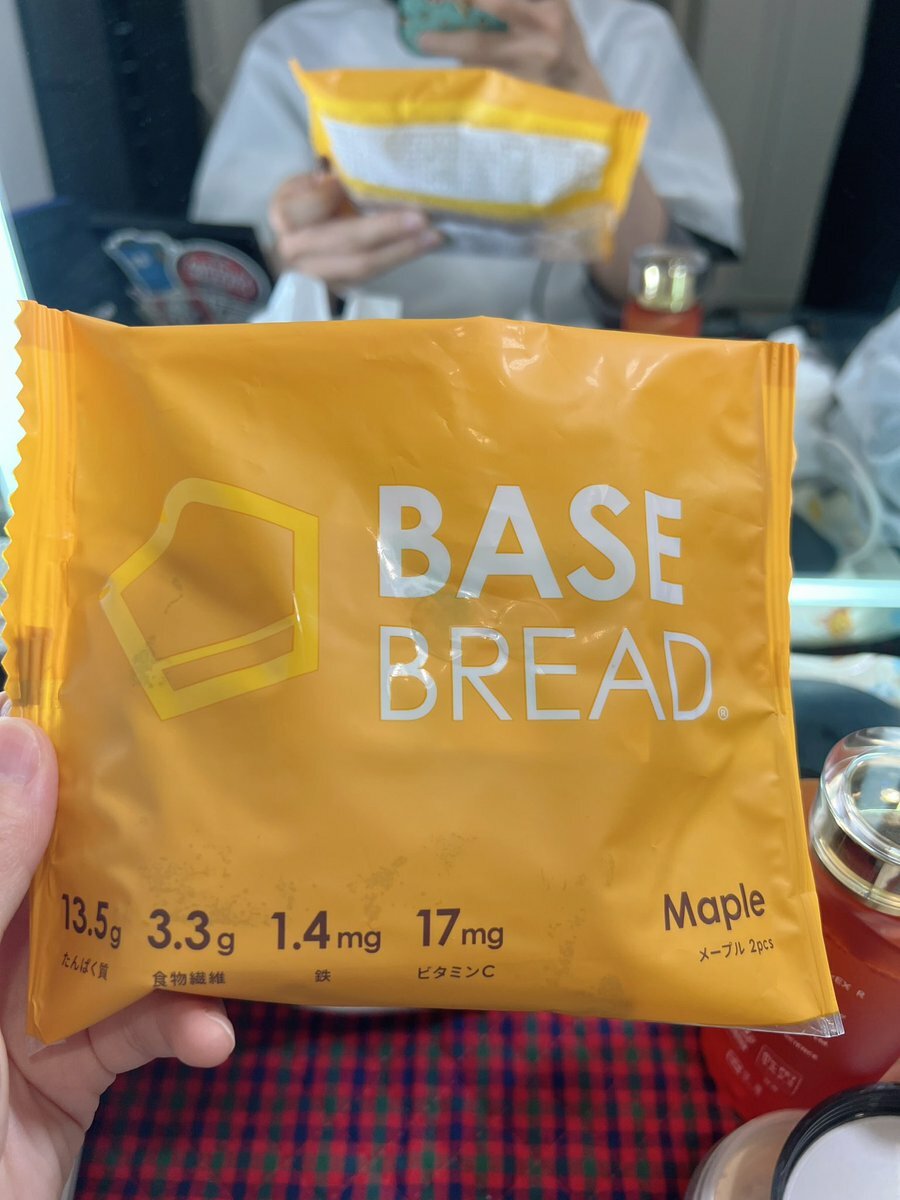 BASE
BREAD®
13.5g
たんぱく質
3.3g
食物繊維
1.4mg
鉄
17mg
ビタミンC
Maple
メープル 2pcs
EX R